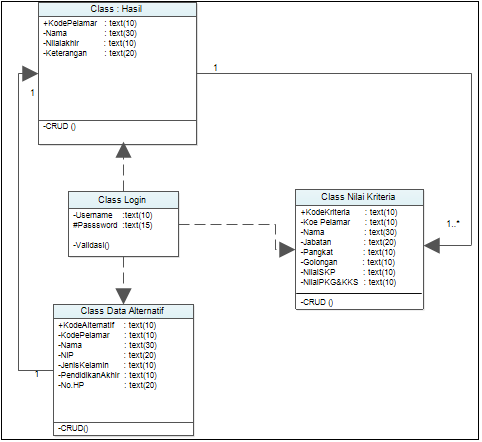 Class : Hasil
+KodePelamar : text(10)
-Nama : text(30)
-Nilaiakhir : text(10)
-Keterangan : text(20)
-CRUD ()
1
1
Class Login
-Username :text(10)
#Passsword :text(15)
-Validasi()
Class Nilai Kriteria
+KodeKriteria : text(10)
-Koe Pelamar : text(10)
-Nama : text(30)
-Jabatan : text(20)
-Pangkat : text(10)
-Golongan : text(10)
-NilaiSKP : text(10)
-NilaiPKG&KKS : text(10)
-CRUD ()
1..*
Class Data Alternatif
+KodeAlternatif : text(10)
-KodePelamar : text(10)
-Nama : text(30)
-NIP : text(20)
-JenisKelamin : text(10)
-PendidikanAkhir : text(10)
-No.HP : text(20)
-CRUD()
1